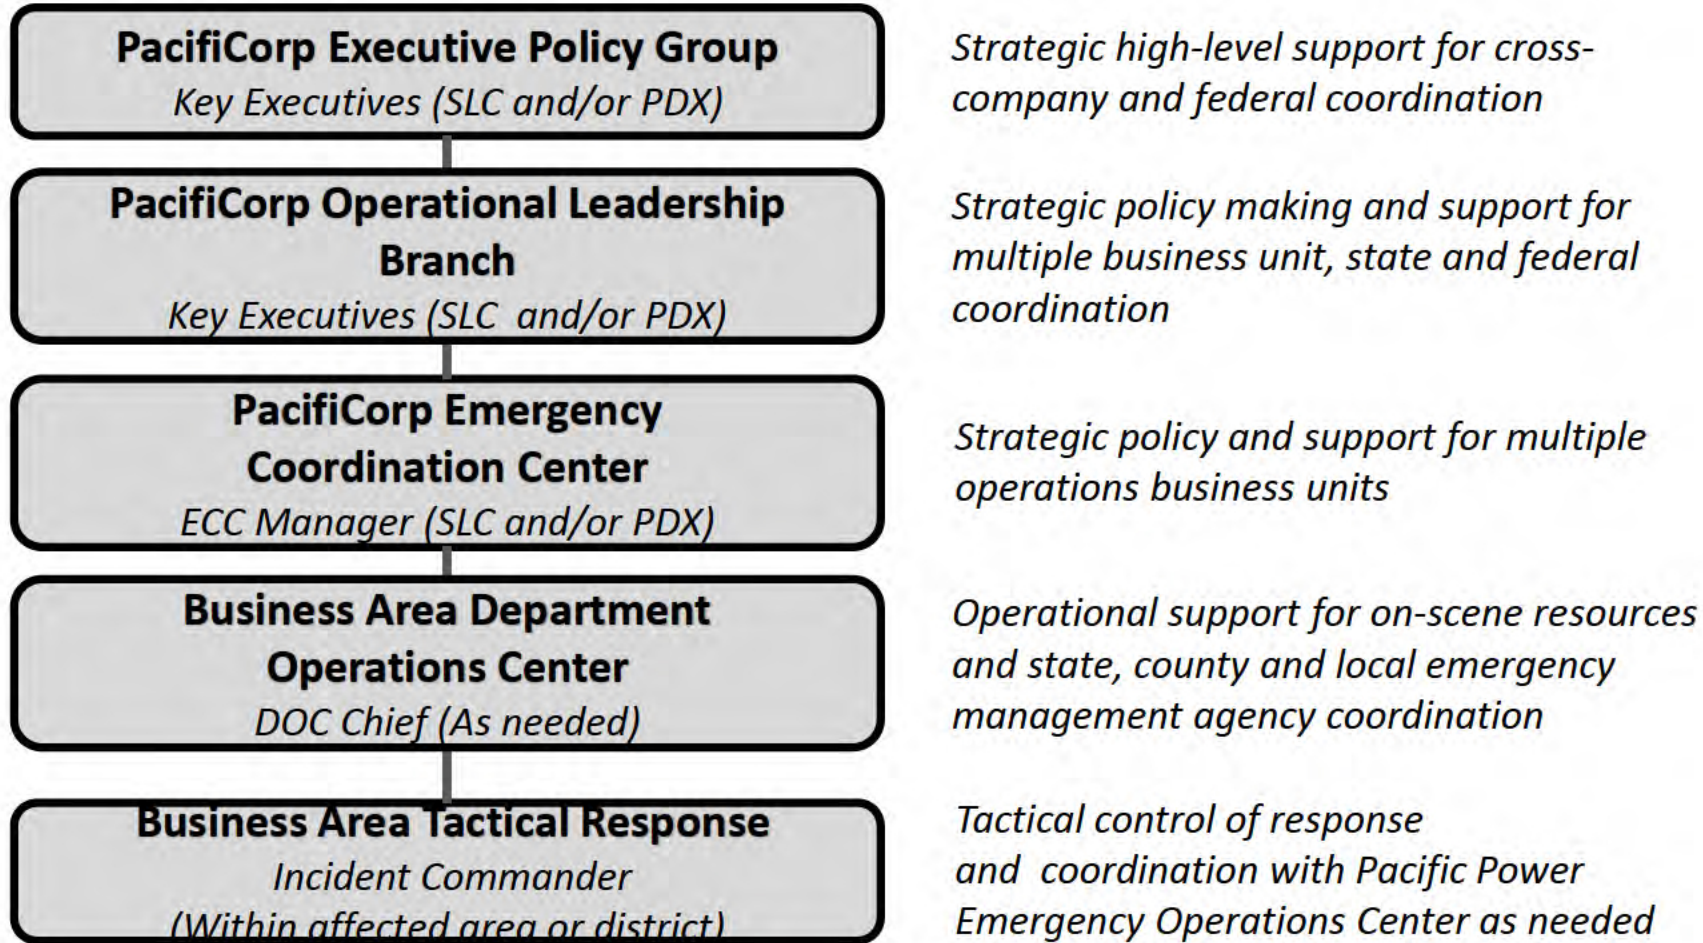 PacifiCorp Executive Policy Group
Key Executives (SLC and/or PDX)
Strategic high-level support for cross-
company and federal coordination
PacifiCorp Operational Leadership
Branch
Key Executives (SLC  and/or PDX)
Strategic policy making and support for
multiple business unit, state and federal
coordination
PacifiCorp Emergency
Coordination Center
ECC Manager (SLC and/or PDX)
Strategic policy and support for multiple
operations business units
Business Area Department
Operations Center
DOC Chief (As needed)
Operational support for on-scene resources
and state, county and local emergency
management agency coordination
Business Area Tactical Response
Incident Commander
(Within affected area or district)
Tactical control of response
and  coordination with Pacific Power
Emergency Operations Center as needed